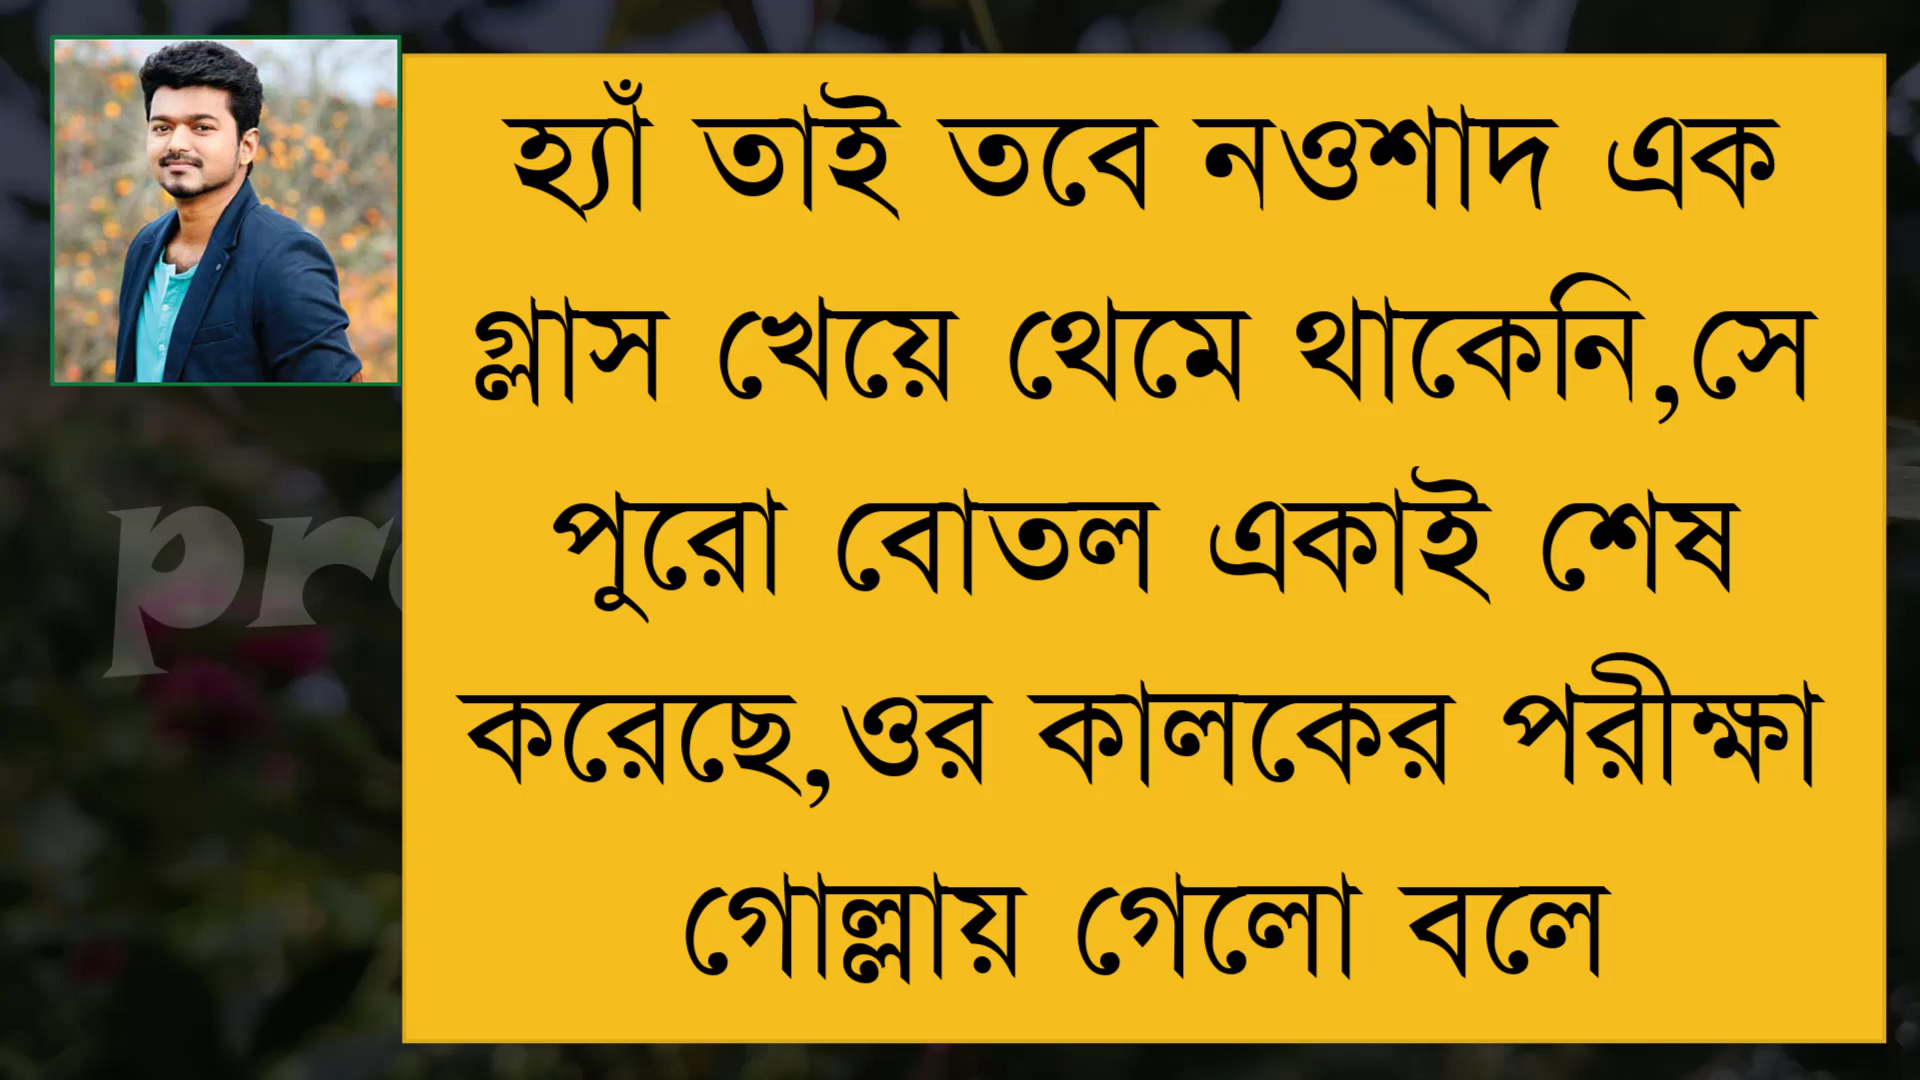 হ্যাঁ তাই তবে নওশাদ এক
গ্লাস খেয়ে থেমে থাকেনি,সে
পুরো বোতল একাই শেষ
করেছে,ওর কালকের পরীক্ষা
গোল্লায় গেলো বলে